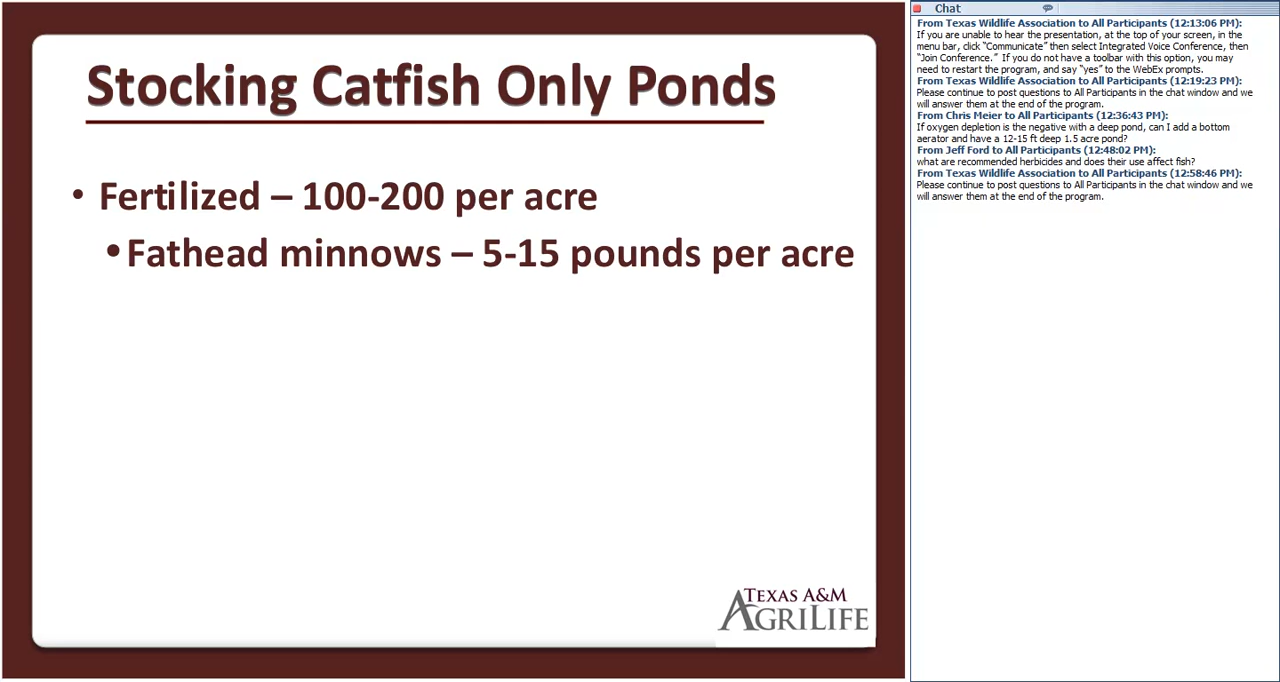 Stocking Catfish Only Ponds
• Fertilized – 100-200 per acre
•Fathead minnows – 5-15 pounds per acre
TEXAS A&M
AGRILIFE
Chat
From Texas Wildlife Association to All Participants (12:13:06 PM):
If you are unable to hear the presentation, at the top of your screen, in the
menu bar, click “Communicate” then select Integrated Voice Conference, then
“Join Conference.” If you do not have a toolbar with this option, you may
need to restart the program, and say “yes” to the WebEx prompts.
From Texas Wildlife Association to All Participants (12:19:23 PM):
Please continue to post questions to All Participants in the chat window and we
will answer them at the end of the program.
From Chris Meier to All Participants (12:36:43 PM):
If oxygen depletion is the negative with a deep pond, can I add a bottom
aerator and have a 12-15 ft deep 1.5 acre pond?
From Jeff Ford to All Participants (12:48:02 PM):
what are recommended herbicides and does their use affect fish?
From Texas Wildlife Association to All Participants (12:58:46 PM):
Please continue to post questions to All Participants in the chat window and we
will answer them at the end of the program.